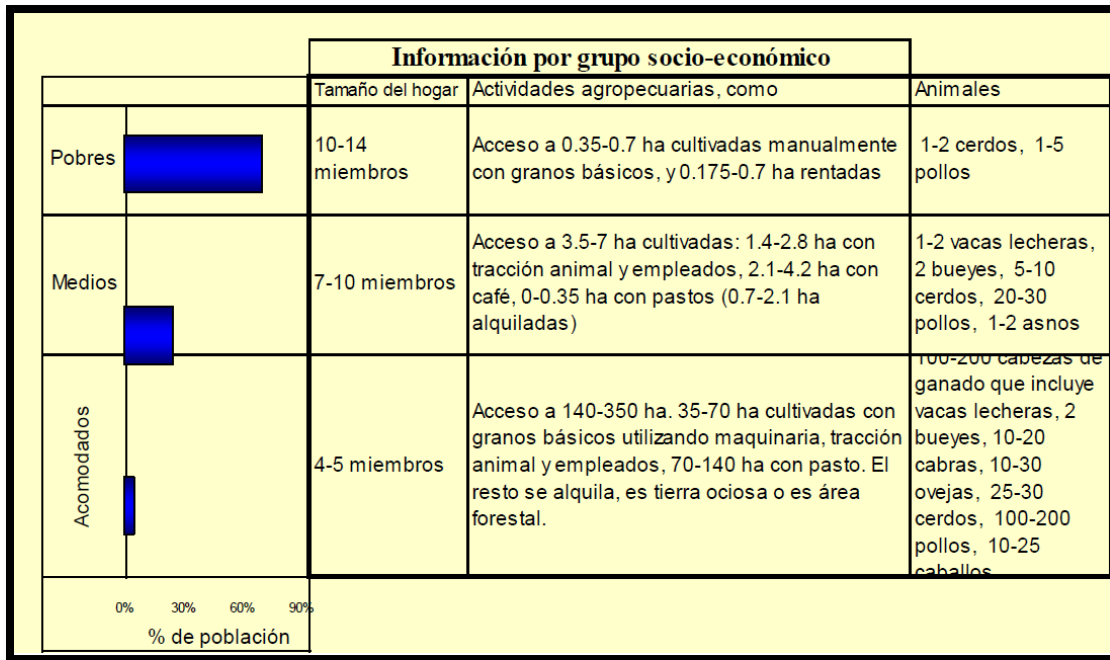 Información por grupo socio-económico
Tamaño del hogar
Actividades agropecuarias, como
Animales
Pobres
10-14
miembros
Acceso a 0.35-0.7 ha cultivadas manualmente
con granos básicos, y 0.175-0.7 ha rentadas
1-2 cerdos, 1-5
pollos
Medios
7-10 miembros
Acceso a 3.5-7 ha cultivadas: 1.4-2.8 ha con
tracción animal y empleados, 2.1-4.2 ha con
café, 0-0.35 ha con pastos (0.7-2.1 ha
alquiladas)
1-2 vacas lecheras,
2 bueyes, 5-10
cerdos, 20-30
pollos, 1-2 asnos
Acomodados
4-5 miembros
Acceso a 140-350 ha. 35-70 ha cultivadas con
granos básicos utilizando maquinaria, tracción
animal y empleados, 70-140 ha con pasto. El
resto se alquila, es tierra ociosa o es área
forestal.
100-200 cabezas de
ganado que incluye
vacas lecheras, 2
bueyes, 10-20
cabras, 10-30
ovejas, 25-30
cerdos, 100-200
pollos, 10-25
caballos
0% 30% 60% 90%
% de población